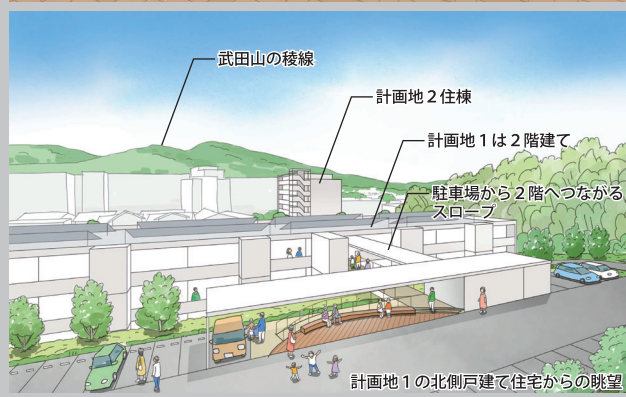 武田山の稜線
計画地２住棟
計画地１は２階建て
駐車場から２階へつながる
スロープ
計画地１の北側戸建て住宅からの眺望